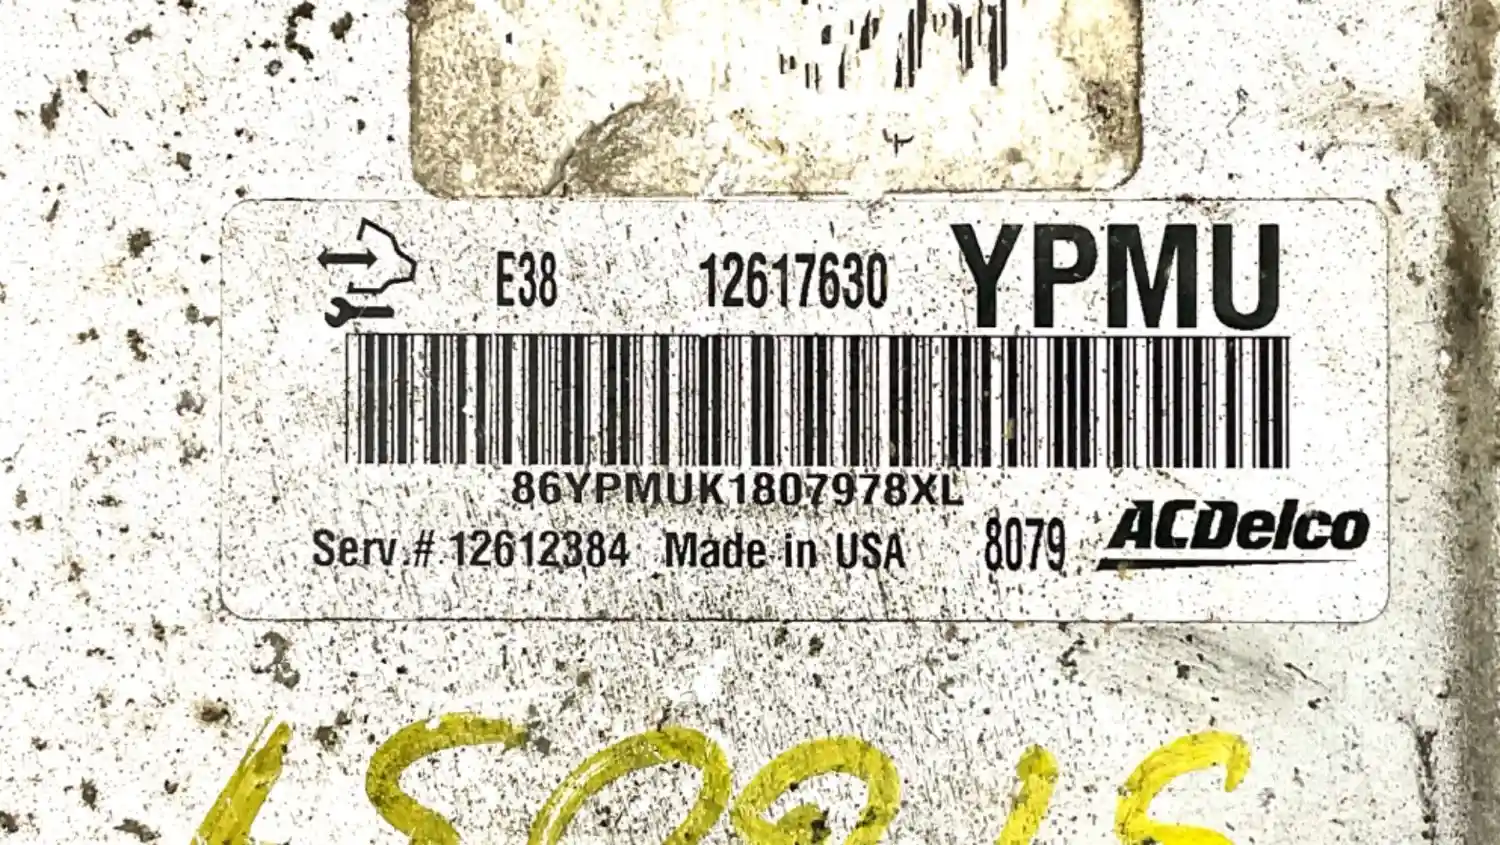 E38 12617630 YPMU
86YPMUK1807978XL
Serv.# 12612384 Made in USA 8079 ACDelco